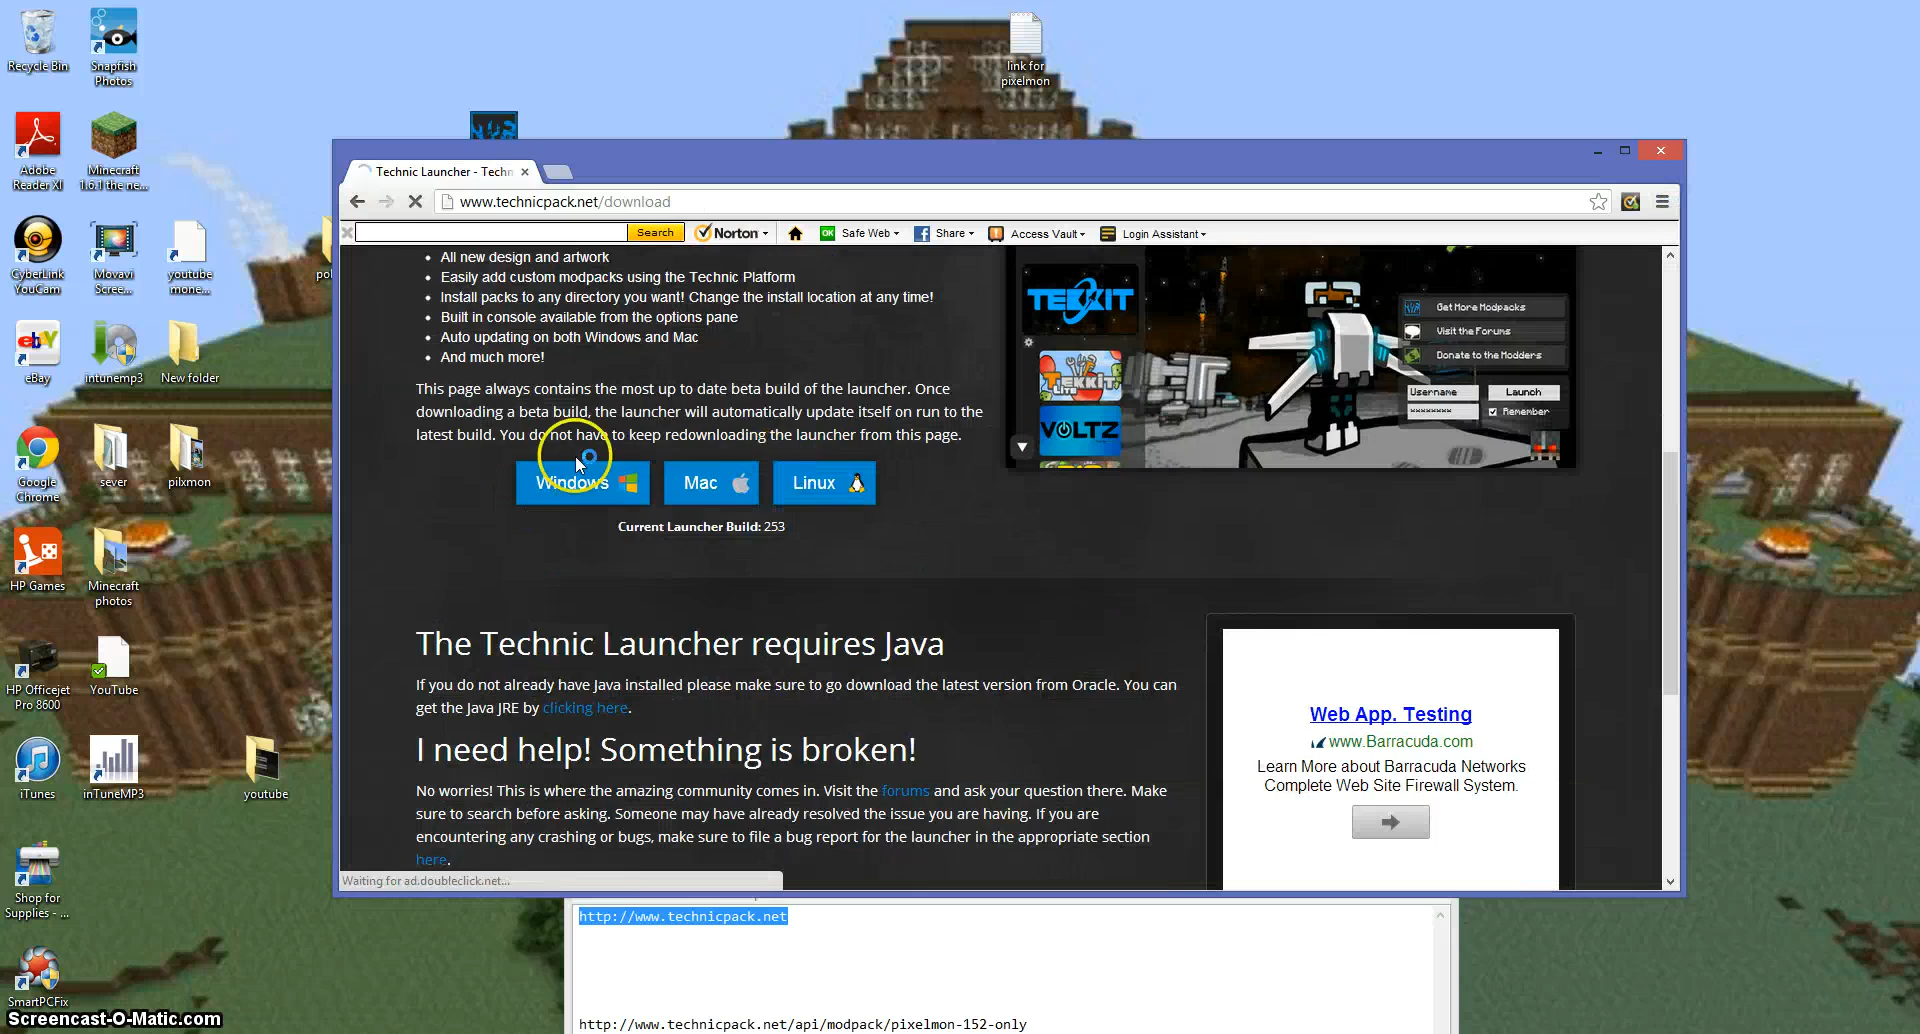 Recycle Bin
Snapfish
Photos
link for
pixelmon
Adobe
Reader XI
Minecraft
1.6.1 the ne...
CyberLink
YouCam
Movavi
Scree...
youtube
mone...
eBay
intunemp3
New folder
Google
Chrome
sever
pilxmon
HP Games
Minecraft
photos
HP Officejet
Pro 8600
YouTube
iTunes
inTuneMP3
youtube
Shop for
Supplies - ...
SmartPCFix
Screencast-O-Matic.com
Technic Launcher - Techn
www.technicpack.net/download
Search
Norton
OK
Safe Web
Share
Access Vault
Login Assistant
All new design and artwork
Easily add custom modpacks using the Technic Platform
Install packs to any directory you want! Change the install location at any time!
Built in console available from the options pane
Auto updating on both Windows and Mac
And much more!
This page always contains the most up to date beta build of the launcher. Once
downloading a beta build, the launcher will automatically update itself on run to the
latest build. You do not have to keep redownloading the launcher from this page.
Windows
Mac
Linux
Current Launcher Build: 253
TEKKIT
TEKKIT
LITE
VOLTZ
Get More Modpacks
Visit the Forums
Donate to the Modders
Username
Launch
********
Remember
The Technic Launcher requires Java
If you do not already have Java installed please make sure to go download the latest version from Oracle. You can
get the Java JRE by clicking here.
I need help! Something is broken!
No worries! This is where the amazing community comes in. Visit the forums and ask your question there. Make
sure to search before asking. Someone may have already resolved the issue you are having. If you are
encountering any crashing or bugs, make sure to file a bug report for the launcher in the appropriate section
here.
Web App. Testing
www.Barracuda.com
Learn More about Barracuda Networks
Complete Web Site Firewall System.
Waiting for ad.doubleclick.net...
http://www.technicpack.net
http://www.technicpack.net/api/modpack/pixelmon-152-only